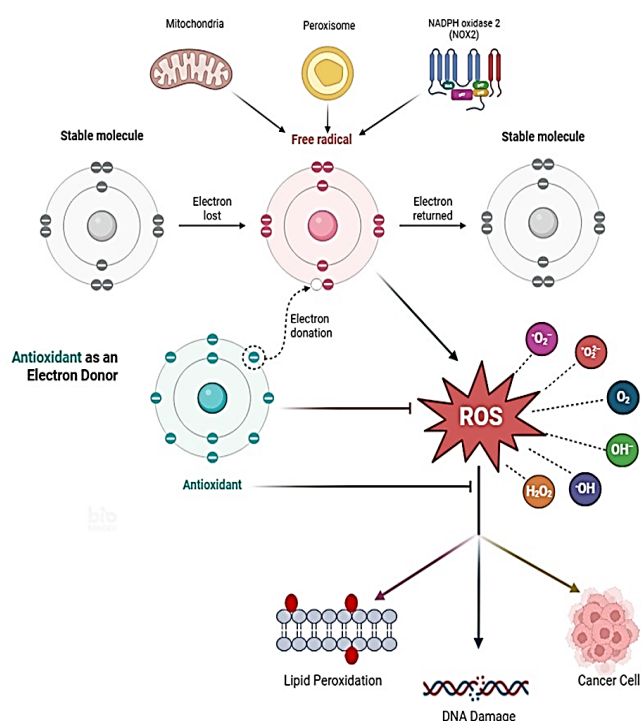 Mitochondria
Peroxisome
NADPH oxidase 2
(NOX2)
Stable molecule
Free radical
Stable molecule
Electron
lost
Electron
returned
Electron
donation
Antioxidant as an
Electron Donor
ROS
•O₂⁻
•O₂²⁻
O₂
OH⁻
•OH
H₂O₂
Antioxidant
bio
Lipid Peroxidation
DNA Damage
Cancer Cell